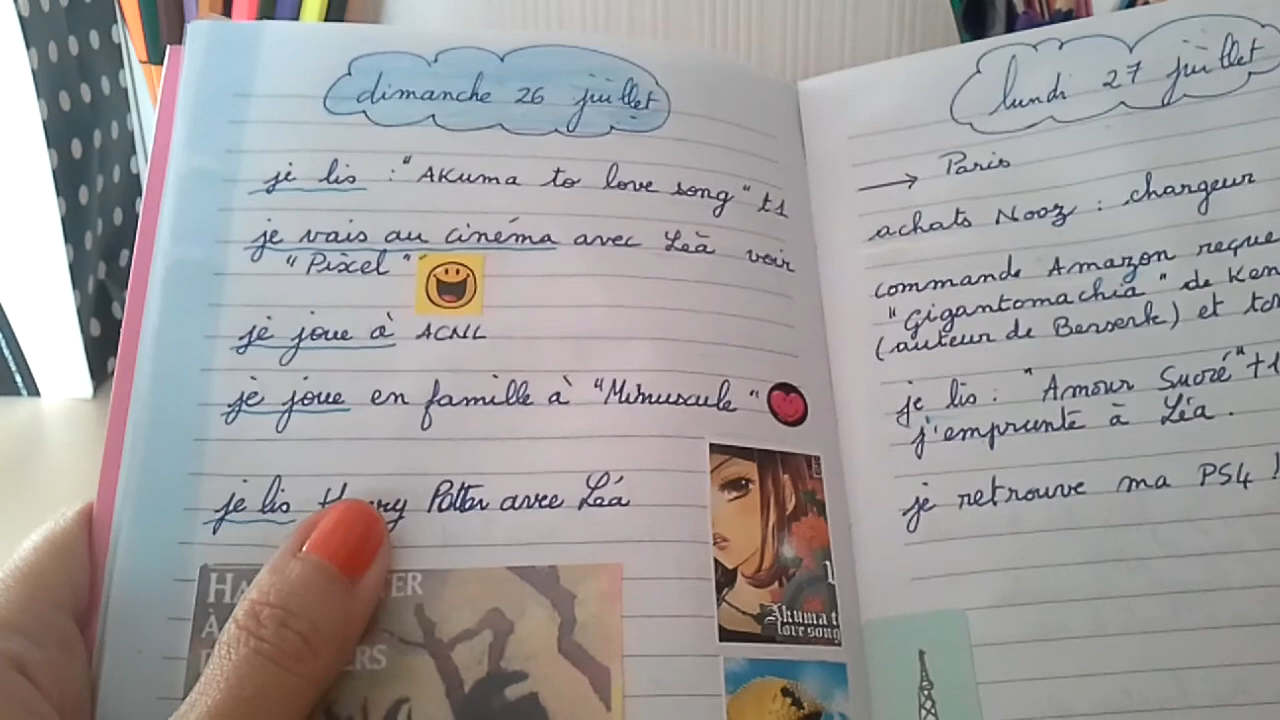 dimanche 26 juillet
je lis : "AKuma to love song" t1
je vais au cinéma avec Léa voir
"Pixel"
je joue à ACNL
je joue en famille à "Minuscule"
je lis Harry Potter avec Léa
HA TER
À
ERS
Akuma t
love song
lundi 27 juillet
→ Paris
achats Nooz : chargeur
commande Amazon reçue
"Gigantomachia" de Ken
(auteur de Berserk) et to
je lis : "Amour Sucré" t1
j'emprunte à Léa.
je retrouve ma PS4 !